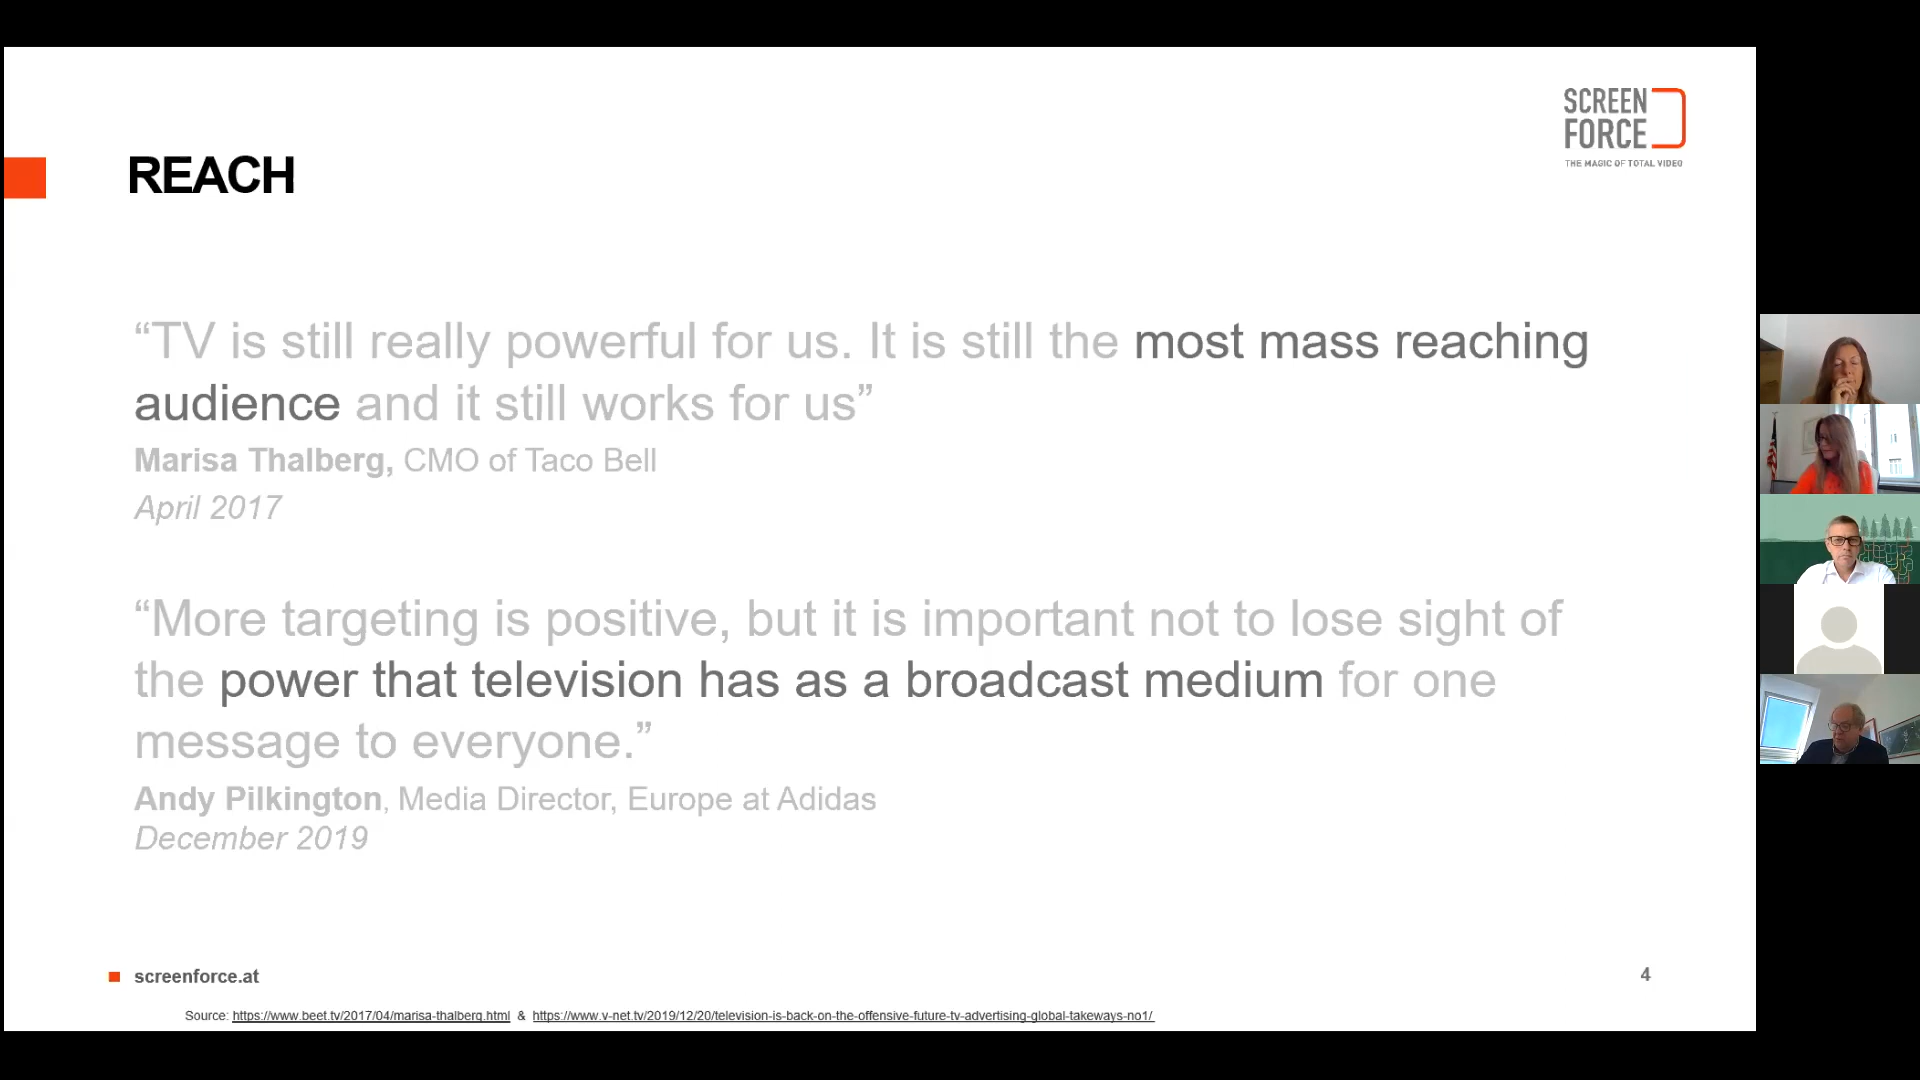 SCREEN
FORCE
THE MAGIC OF TOTAL VIDEO
REACH
“TV is still really powerful for us. It is still the most mass reaching
audience and it still works for us”
Marisa Thalberg, CMO of Taco Bell
April 2017
“More targeting is positive, but it is important not to lose sight of
the power that television has as a broadcast medium for one
message to everyone.”
Andy Pilkington, Media Director, Europe at Adidas
December 2019
screenforce.at
4
Source: https://www.beet.tv/2017/04/marisa-thalberg.html & https://www.v-net.tv/2019/12/20/television-is-back-on-the-offensive-future-tv-advertising-global-takeways-no1/